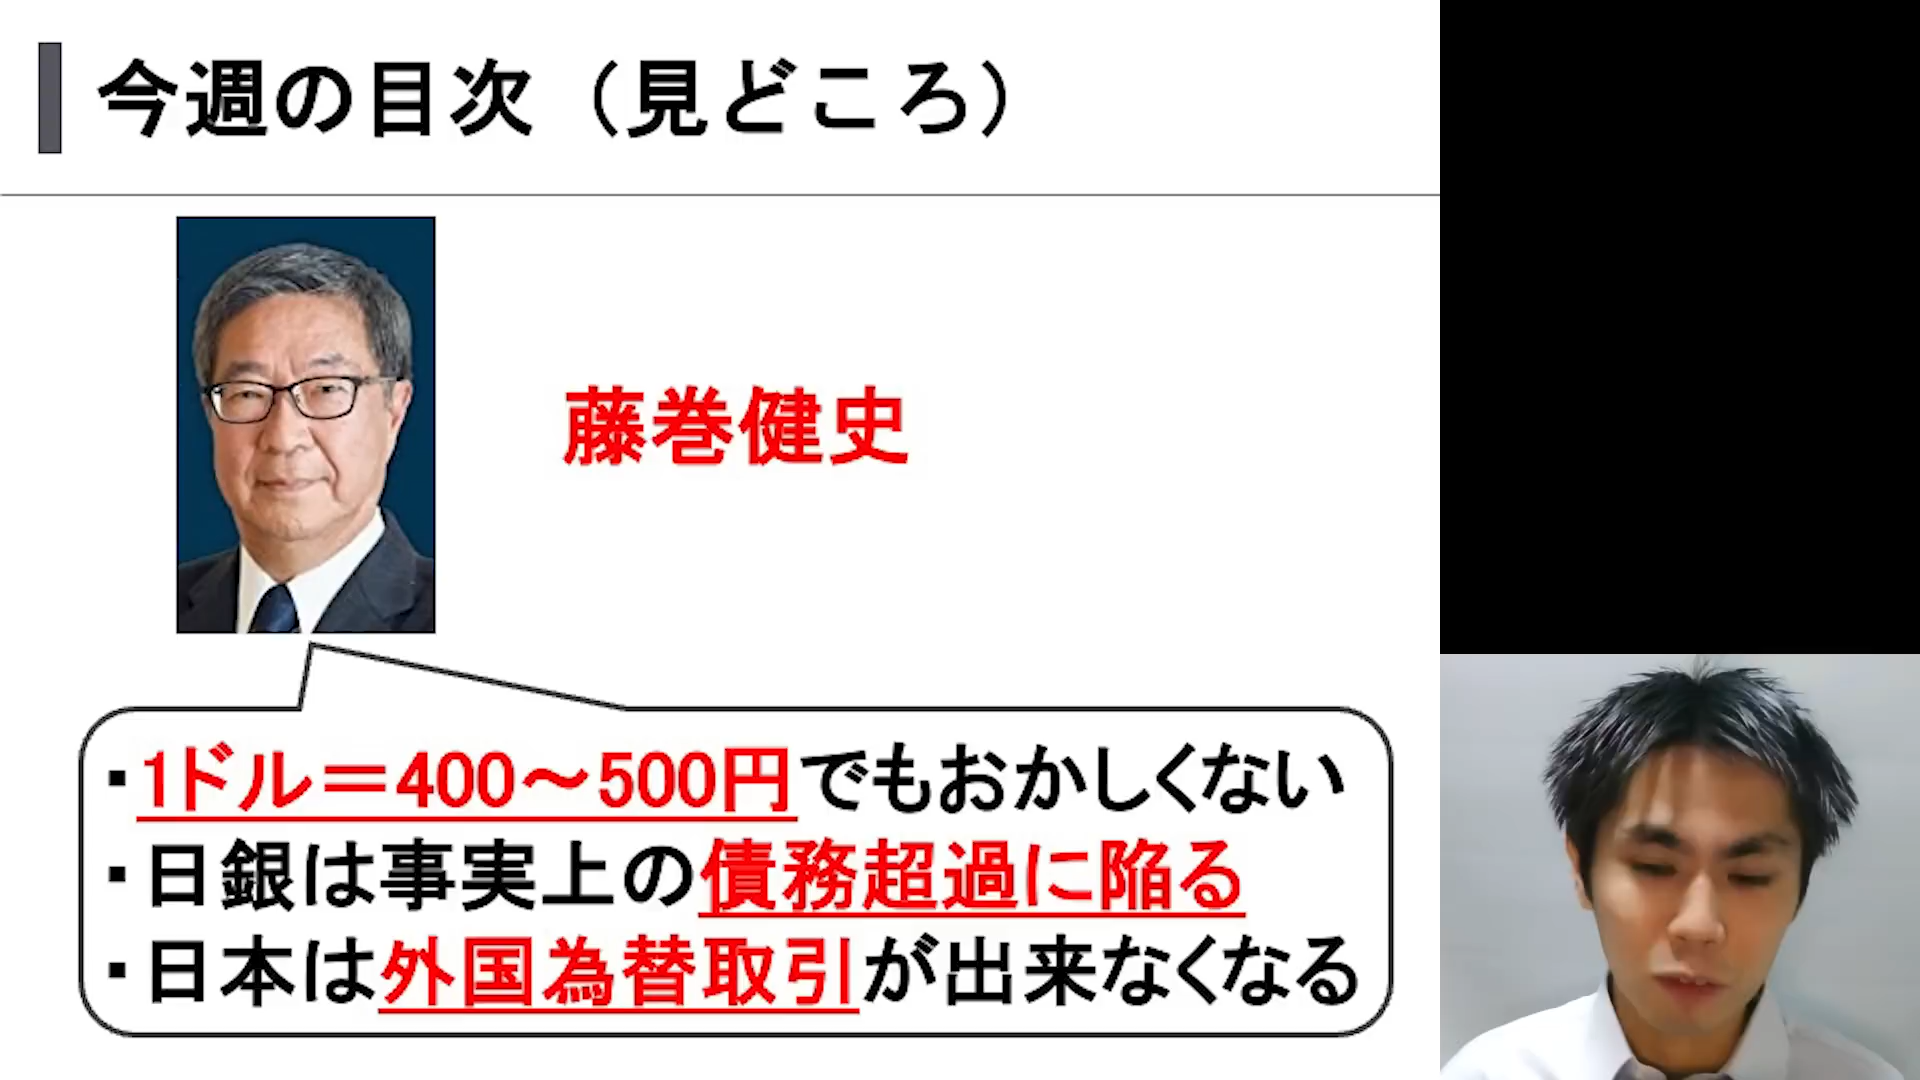 今週の目次（見どころ）
藤巻健史
・1ドル＝400～500円でもおかしくない
・日銀は事実上の債務超過に陥る
・日本は外国為替取引が出来なくなる